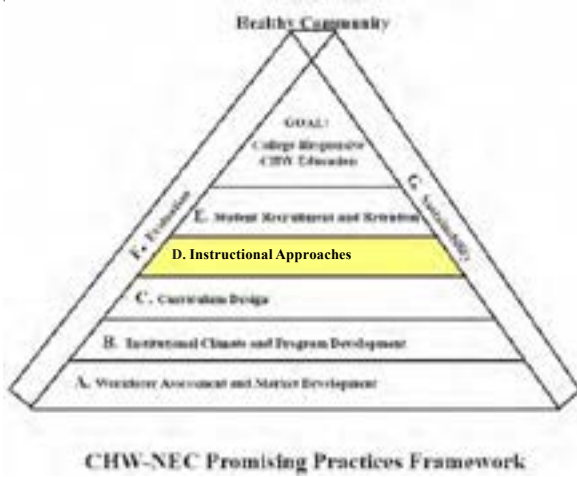 Healthy Community
GOAL:
College Responsive
CHW Education
E. Student Recruitment and Retention
D. Instructional Approaches
C. Curriculum Design
B. Institutional Climate and Program Development
A. Workforce Assessment and Market Development
F. Evaluation
G. Sustainability
CHW-NEC Promising Practices Framework